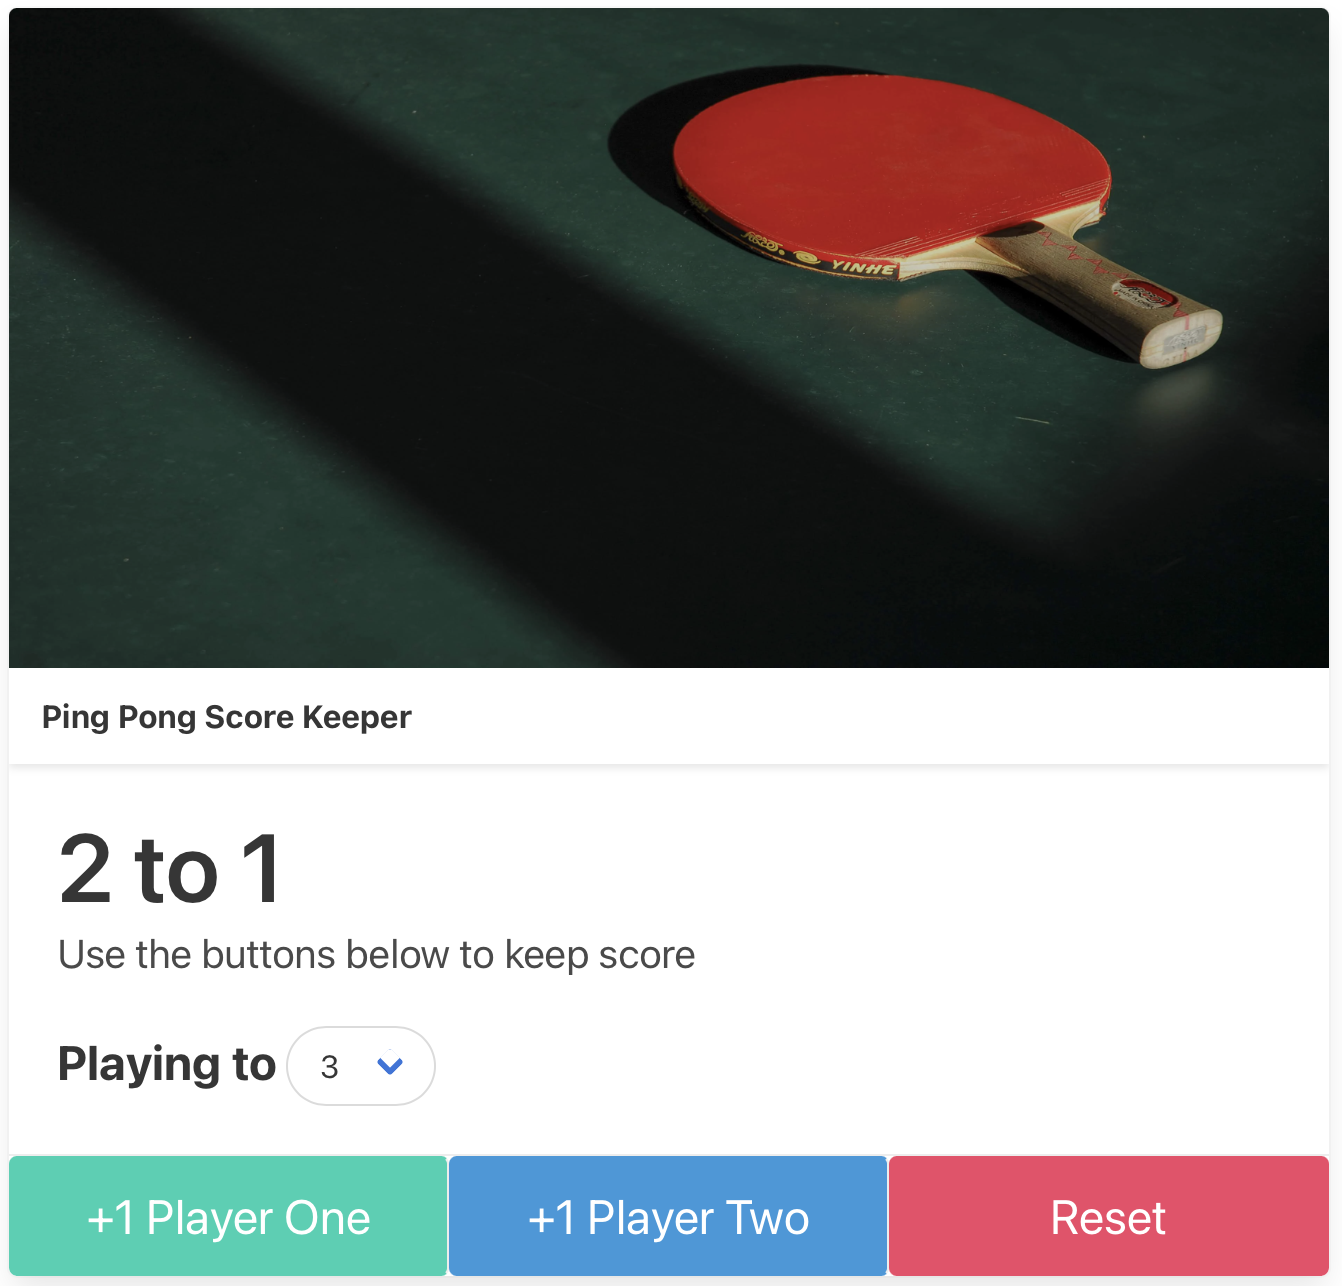 YINHE
Ping Pong Score Keeper
2 to 1
Use the buttons below to keep score
Playing to 3
+1 Player One
+1 Player Two
Reset